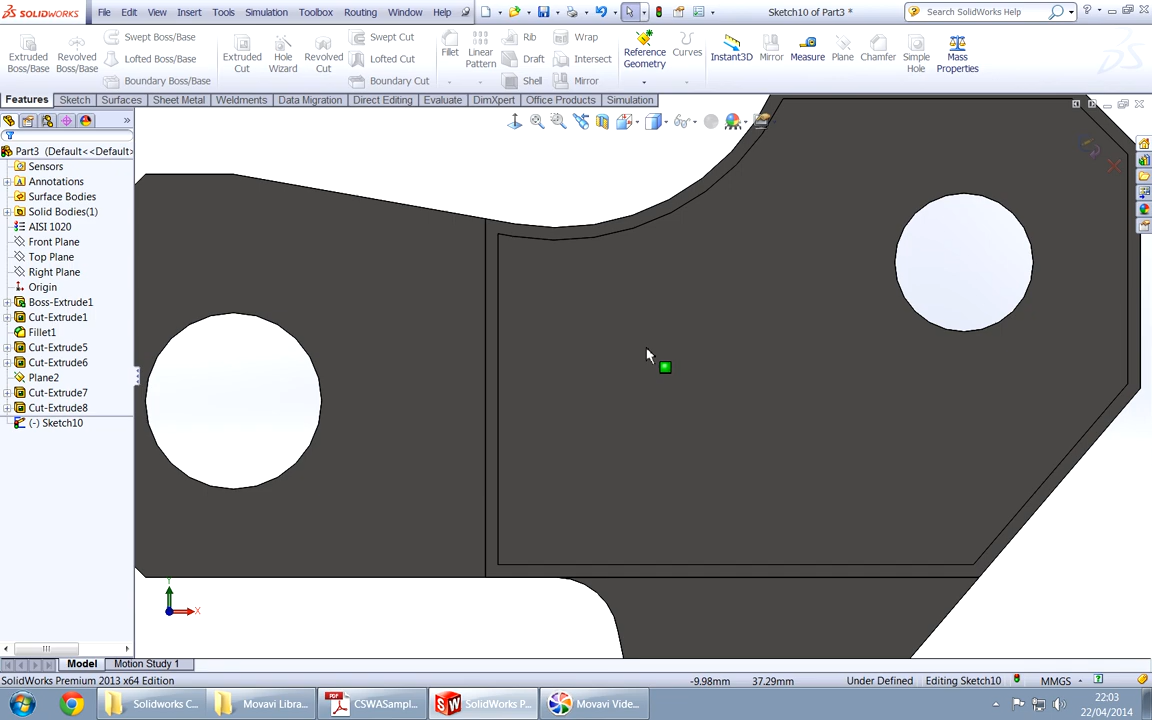 SOLIDWORKS File Edit View Insert Tools Simulation Toolbox Routing Window Help Sketch10 of Part3 * Search SolidWorks Help
Extruded Boss/Base
Revolved Boss/Base
Swept Boss/Base
Lofted Boss/Base
Boundary Boss/Base
Extruded Cut
Hole Wizard
Revolved Cut
Swept Cut
Lofted Cut
Boundary Cut
Fillet
Linear Pattern
Rib
Draft
Shell
Wrap
Intersect
Mirror
Reference Geometry
Curves
Instant3D
Mirror
Measure
Plane
Chamfer
Simple Hole
Mass Properties
Features Sketch Surfaces Sheet Metal Weldments Data Migration Direct Editing Evaluate DimXpert Office Products Simulation
Part3 (Default<<Default>
Sensors
Annotations
Surface Bodies
Solid Bodies(1)
AISI 1020
Front Plane
Top Plane
Right Plane
Origin
Boss-Extrude1
Cut-Extrude1
Fillet1
Cut-Extrude5
Cut-Extrude6
Plane2
Cut-Extrude7
Cut-Extrude8
(-) Sketch10
Y
X
Model Motion Study 1
SolidWorks Premium 2013 x64 Edition -9.98mm 37.29mm Under Defined Editing Sketch10 MMGS
Solidworks C... Movavi Libra... CSWASampl... SolidWorks P... Movavi Vide... 22:03
22/04/2014